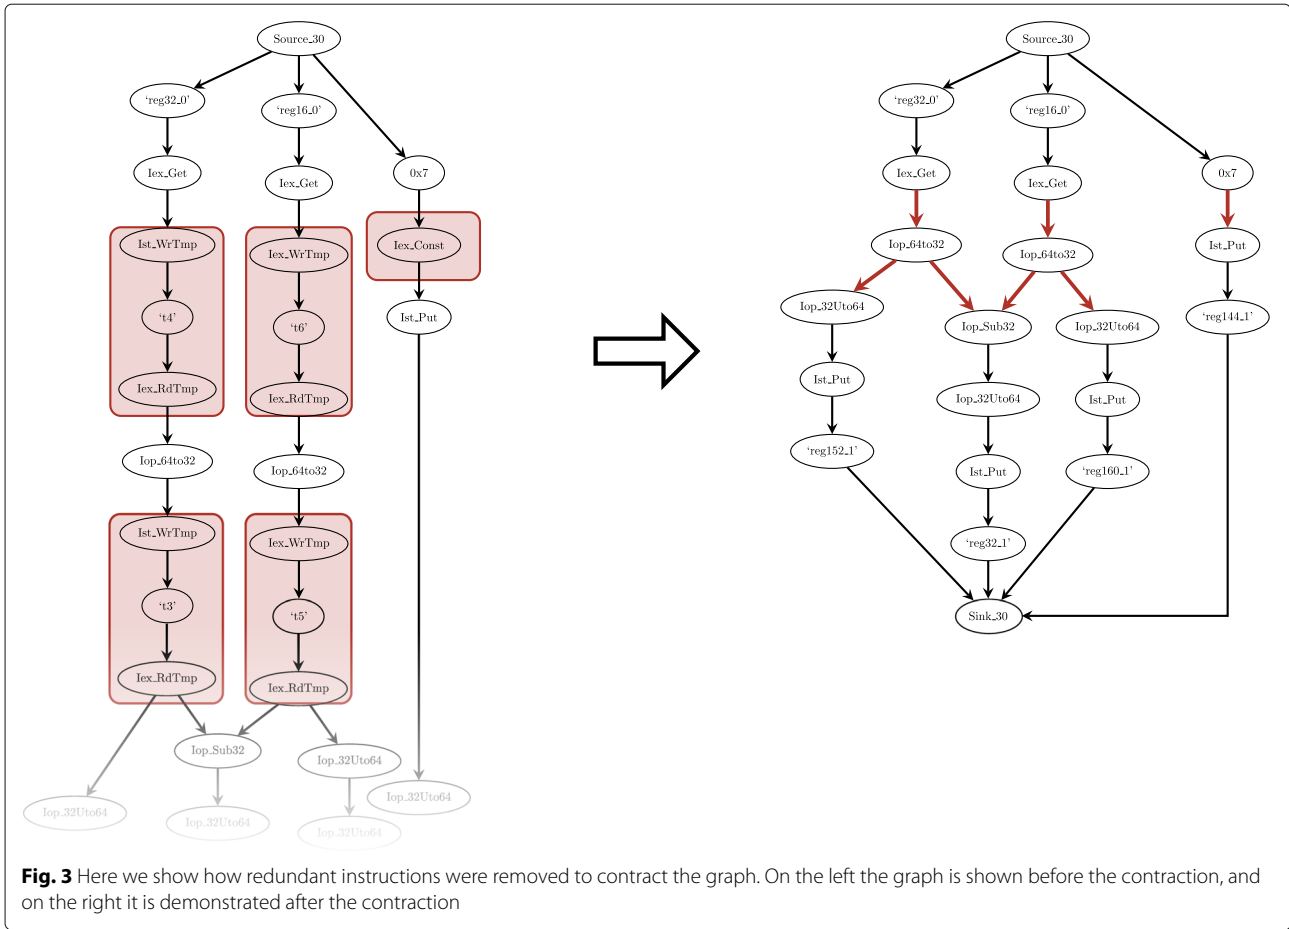 Source_30
‘reg32_0’
‘reg16_0’
Iex_Get
Iex_Get
0x7
Ist_WrTmp
Iex_WrTmp
Iex_Const
‘t4’
‘t6’
Ist_Put
Iex_RdTmp
Iex_RdTmp
Iop_64to32
Iop_64to32
Ist_WrTmp
Iex_WrTmp
‘t3’
‘t5’
Iex_RdTmp
Iex_RdTmp
Iop_Sub32
Iop_32Uto64
Iop_32Uto64
Iop_32Uto64
Iop_32Uto64
Iop_32Uto64
Source_30
‘reg32_0’
‘reg16_0’
Iex_Get
Iex_Get
0x7
Iop_64to32
Iop_64to32
Ist_Put
Iop_32Uto64
Iop_Sub32
Iop_32Uto64
‘reg144_1’
Ist_Put
Iop_32Uto64
Ist_Put
‘reg152_1’
Ist_Put
‘reg160_1’
‘reg32_1’
Sink_30
Fig. 3 Here we show how redundant instructions were removed to contract the graph. On the left the graph is shown before the contraction, and
on the right it is demonstrated after the contraction